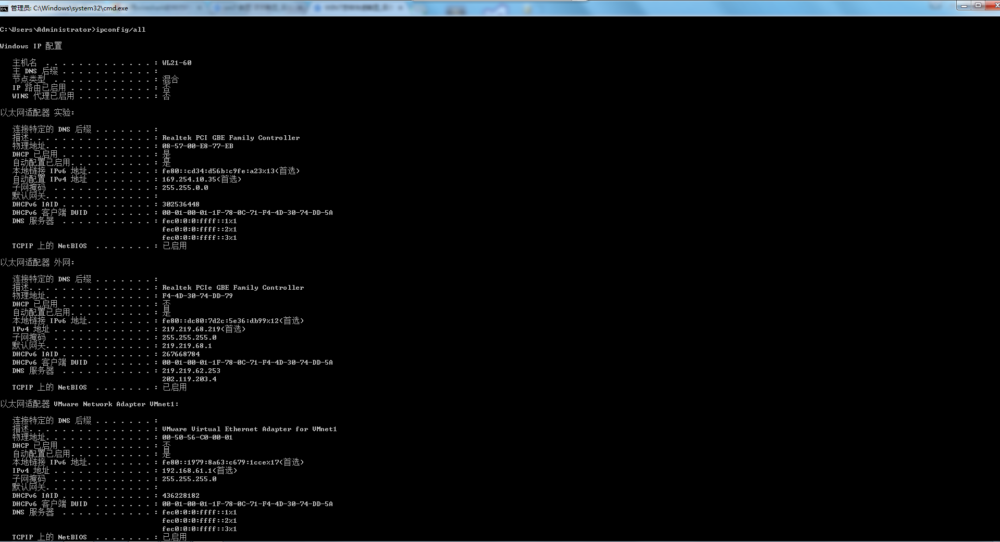 管理员: C:\Windows\system32\cmd.exe
C:\Users\Administrator>ipconfig/all
Windows IP 配置
主机名 . . . . . . . . . . . . . : WL21-60
主 DNS 后缀 . . . . . . . . . . . :
节点类型 . . . . . . . . . . . . : 混合
IP 路由已启用 . . . . . . . . . . : 否
WINS 代理已启用 . . . . . . . . . : 否
以太网适配器 实验:
连接特定的 DNS 后缀 . . . . . . . :
描述. . . . . . . . . . . . . . . : Realtek PCI GBE Family Controller
物理地址. . . . . . . . . . . . . : 08-57-00-E8-77-EB
DHCP 已启用 . . . . . . . . . . . : 是
自动配置已启用. . . . . . . . . . : 是
本地链接 IPv6 地址. . . . . . . . : fe80::cd34:d56b:c9fe:a23%13(首选)
自动配置 IPv4 地址 . . . . . . . : 169.254.10.35(首选)
子网掩码 . . . . . . . . . . . . : 255.255.0.0
默认网关. . . . . . . . . . . . . :
DHCPv6 IAID . . . . . . . . . . . : 302536448
DHCPv6 客户端 DUID . . . . . . . : 00-01-00-01-1F-78-0C-71-F4-4D-30-74-DD-5A
DNS 服务器 . . . . . . . . . . . : fec0:0:0:ffff::1%1
fec0:0:0:ffff::2%1
fec0:0:0:ffff::3%1
TCPIP 上的 NetBIOS . . . . . . . : 已启用
以太网适配器 外网:
连接特定的 DNS 后缀 . . . . . . . :
描述. . . . . . . . . . . . . . . : Realtek PCIe GBE Family Controller
物理地址. . . . . . . . . . . . . : F4-4D-30-74-DD-79
DHCP 已启用 . . . . . . . . . . . : 否
自动配置已启用. . . . . . . . . . : 是
本地链接 IPv6 地址. . . . . . . . : fe80::dc80:7d2c:5e36:db99%12(首选)
IPv4 地址 . . . . . . . . . . . . : 219.219.68.219(首选)
子网掩码 . . . . . . . . . . . . : 255.255.255.0
默认网关. . . . . . . . . . . . . : 219.219.68.1
DHCPv6 IAID . . . . . . . . . . . : 267668784
DHCPv6 客户端 DUID . . . . . . . : 00-01-00-01-1F-78-0C-71-F4-4D-30-74-DD-5A
DNS 服务器 . . . . . . . . . . . : 219.219.62.253
202.119.203.4
TCPIP 上的 NetBIOS . . . . . . . : 已启用
以太网适配器 VMware Network Adapter VMnet1:
连接特定的 DNS 后缀 . . . . . . . :
描述. . . . . . . . . . . . . . . : VMware Virtual Ethernet Adapter for VMnet1
物理地址. . . . . . . . . . . . . : 00-50-56-C0-00-01
DHCP 已启用 . . . . . . . . . . . : 否
自动配置已启用. . . . . . . . . . : 是
本地链接 IPv6 地址. . . . . . . . : fe80::1979:8a63:c679:1cce%17(首选)
IPv4 地址 . . . . . . . . . . . . : 192.168.61.1(首选)
子网掩码 . . . . . . . . . . . . : 255.255.255.0
默认网关. . . . . . . . . . . . . :
DHCPv6 IAID . . . . . . . . . . . : 436228182
DHCPv6 客户端 DUID . . . . . . . : 00-01-00-01-1F-78-0C-71-F4-4D-30-74-DD-5A
DNS 服务器 . . . . . . . . . . . : fec0:0:0:ffff::1%1
fec0:0:0:ffff::2%1
fec0:0:0:ffff::3%1
TCPIP 上的 NetBIOS . . . . . . . : 已启用